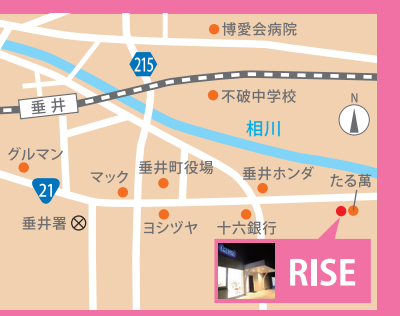 博愛会病院
215
不破中学校
垂井
N
相川
グルマン
垂井町役場
マック
垂井ホンダ
たる萬
21
垂井署
ヨシヅヤ
十六銀行
RISE